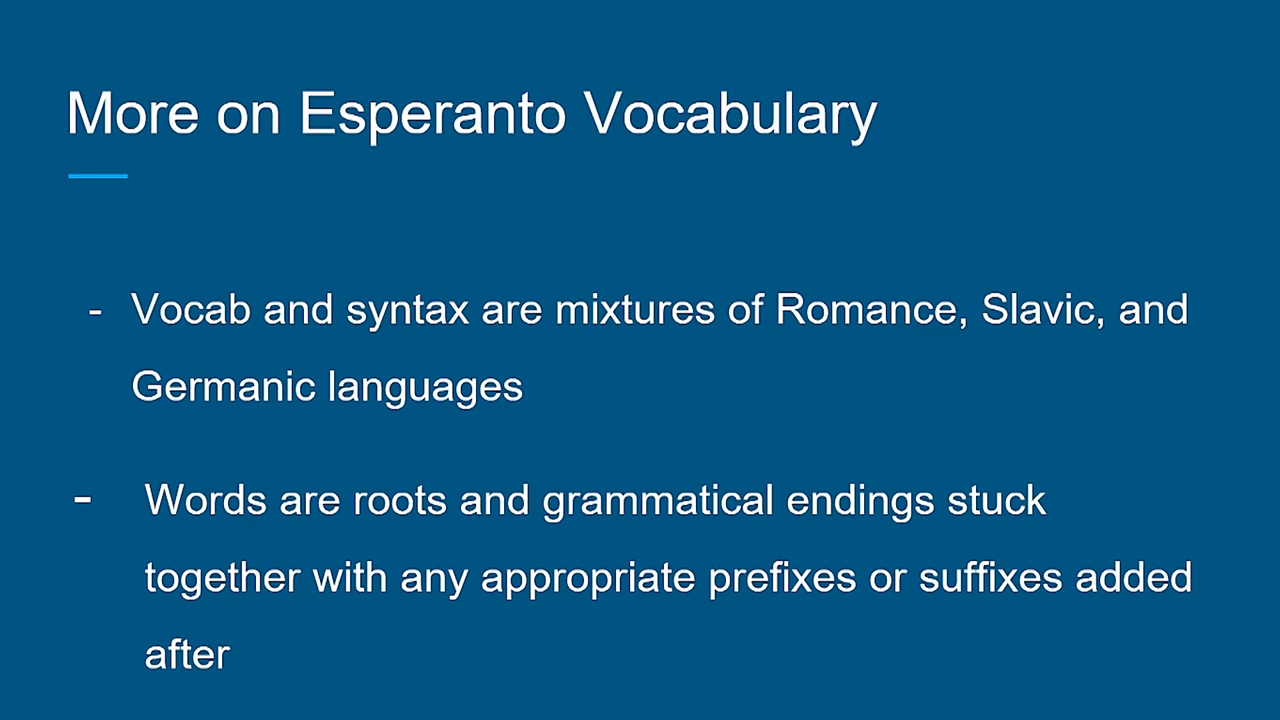 More on Esperanto Vocabulary
- Vocab and syntax are mixtures of Romance, Slavic, and
Germanic languages
- Words are roots and grammatical endings stuck
together with any appropriate prefixes or suffixes added
after